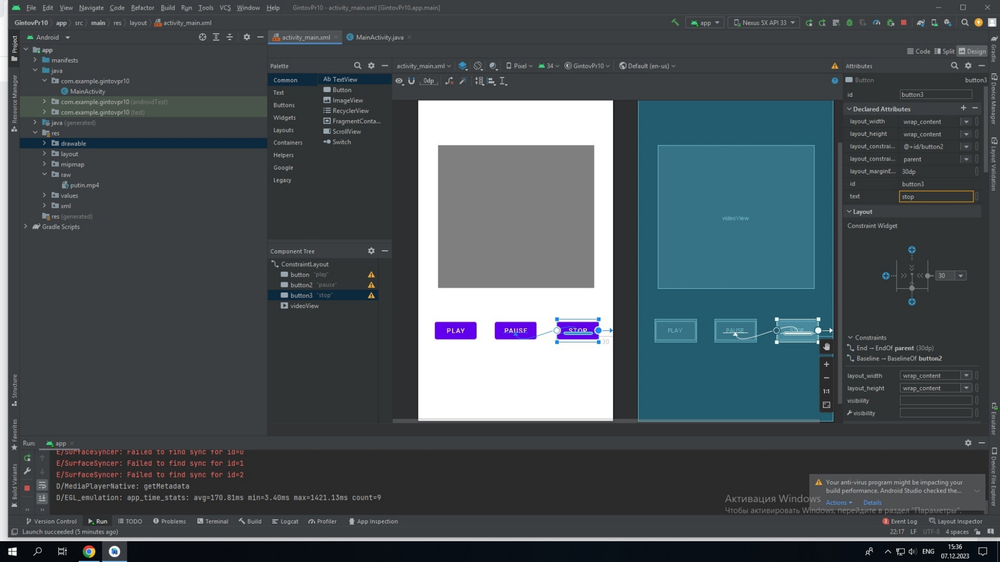 File Edit View Navigate Code Refactor Build Run Tools VCS Window Help GintovPr10 - activity_main.xml [GintovPr10.app.main]
GintovPr10 app src main res layout activity_main.xml
app Nexus 5X API 33
Project
Android
activity_main.xml MainActivity.java
Code Split Design
app
manifests
java
com.example.gintovpr10
MainActivity
com.example.gintovpr10 (androidTest)
com.example.gintovpr10 (test)
java (generated)
res
drawable
layout
mipmap
raw
putin.mp4
values
xml
res (generated)
Gradle Scripts
Resource Manager
Structure
Favorites
Build Variants
Palette
Common
Text
Buttons
Widgets
Layouts
Containers
Helpers
Google
Legacy
Ab TextView
Button
ImageView
RecyclerView
FragmentConta...
ScrollView
Switch
Component Tree
ConstraintLayout
button "play"
button2 "pause"
button3 "stop"
videoView
activity_main.xml Pixel 34 GintovPr10 Default (en-us)
0dp
PLAY PAUSE STOP
30
videoView
PLAY PAUSE STOP
1:1
Attributes
Button button3
id button3
Declared Attributes
layout_width wrap_content
layout_height wrap_content
layout_constrai... @+id/button2
layout_constrai... parent
layout_marginE... 30dp
id button3
text stop
Layout
Constraint Widget
30
Constraints
End → EndOf parent (30dp)
Baseline → BaselineOf button2
layout_width wrap_content
layout_height wrap_content
visibility
visibility
Gradle
Device Manager
Layout Validation
Emulator
Device File Explorer
Run: app
E/SurfaceSyncer: Failed to find sync for id=0
E/SurfaceSyncer: Failed to find sync for id=1
E/SurfaceSyncer: Failed to find sync for id=2
D/MediaPlayerNative: getMetadata
D/EGL_emulation: app_time_stats: avg=170.81ms min=3.40ms max=1421.13ms count=9
Your anti-virus program might be impacting your
build performance. Android Studio checked the...
Actions Details
Активация Windows
Чтобы активировать Windows, перейдите в раздел "Параметры".
Version Control Run TODO Problems Terminal Build Logcat Profiler App Inspection
3 Event Log Layout Inspector
Launch succeeded (5 minutes ago)
22:17 LF UTF-8 4 spaces
ENG
15:36
07.12.2023